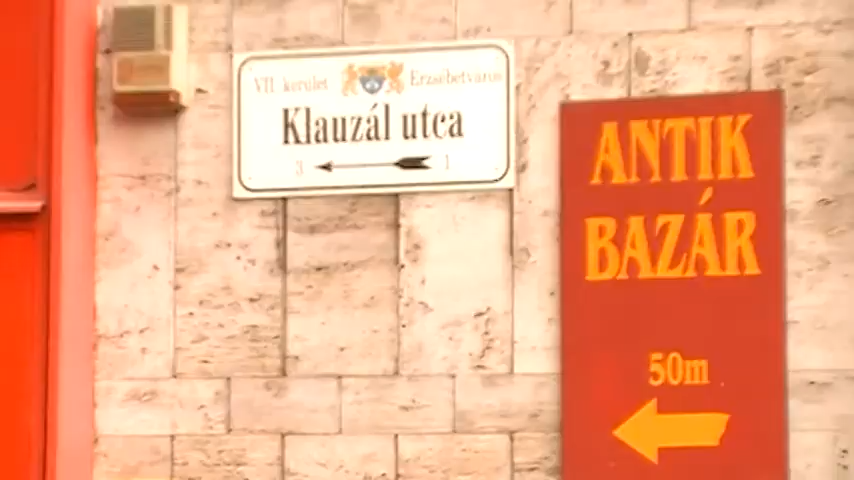 VII. kerület Erzsébetváros
Klauzál utca
3 1
ANTIK
BAZÁR
50m